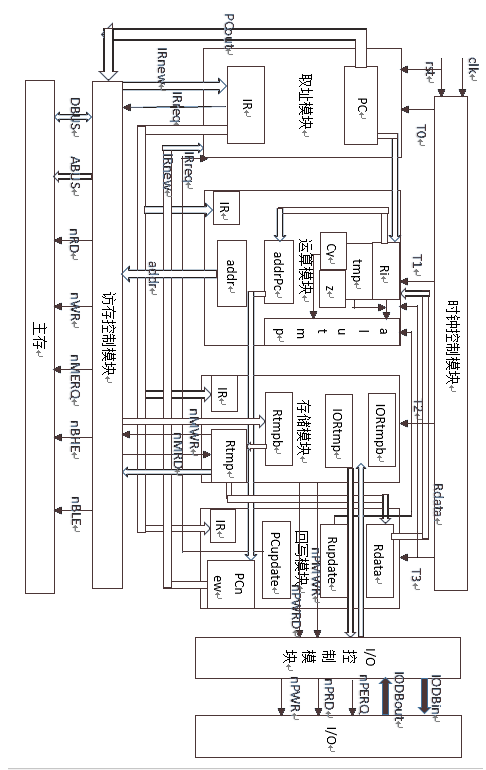 clk
rst
时钟控制模块
T0
T1
T2
T3
Rdata
PCout
IRnew
IRreq
取址模块
PC
IR
IRreq
IRnew
运算模块
Ri
tmp
Cy
z
addrPc
addr
IR
alutmp
addr
存储模块
IORtmpb
IORtmp
Rtmpb
Rtmp
IR
nMWR
nMRD
回写模块
Rdata
Rupdate
PCupdate
PCn
ew
IR
nPMWR
nPWRD
访存控制模块
DBUS
ABUS
nRD
nWR
nMERQ
nBHE
nBLE
主存
I/O
控制模块
IODBin
IODBout
nPERQ
nPRD
nPWR
I/O